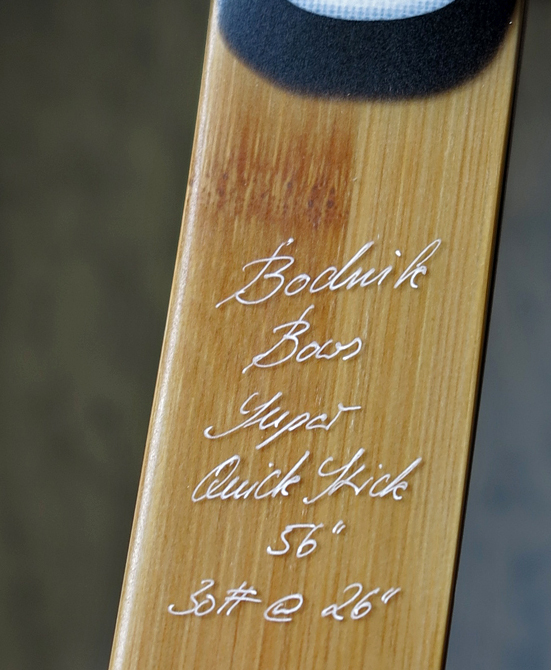 Bodnik
Bows
Super
Quick Stick
56"
30# @ 26"